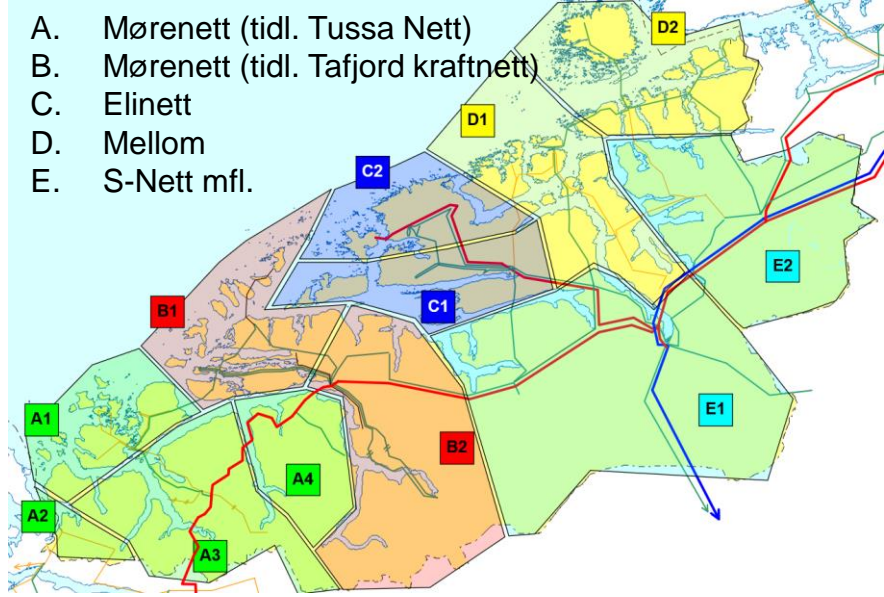 A. Mørenett (tidl. Tussa Nett)
B. Mørenett (tidl. Tafjord kraftnett)
C. Elinett
D. Mellom
E. S-Nett mfl.
D2
D1
C2
E2
B1
C1
A1
E1
B2
A4
A2
A3